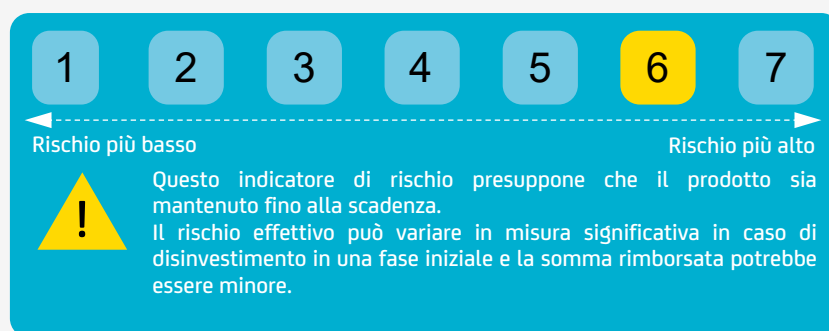 1 2 3 4 5 6 7
Rischio più basso Rischio più alto
!
Questo indicatore di rischio presuppone che il prodotto sia
mantenuto fino alla scadenza.
Il rischio effettivo può variare in misura significativa in caso di
disinvestimento in una fase iniziale e la somma rimborsata potrebbe
essere minore.